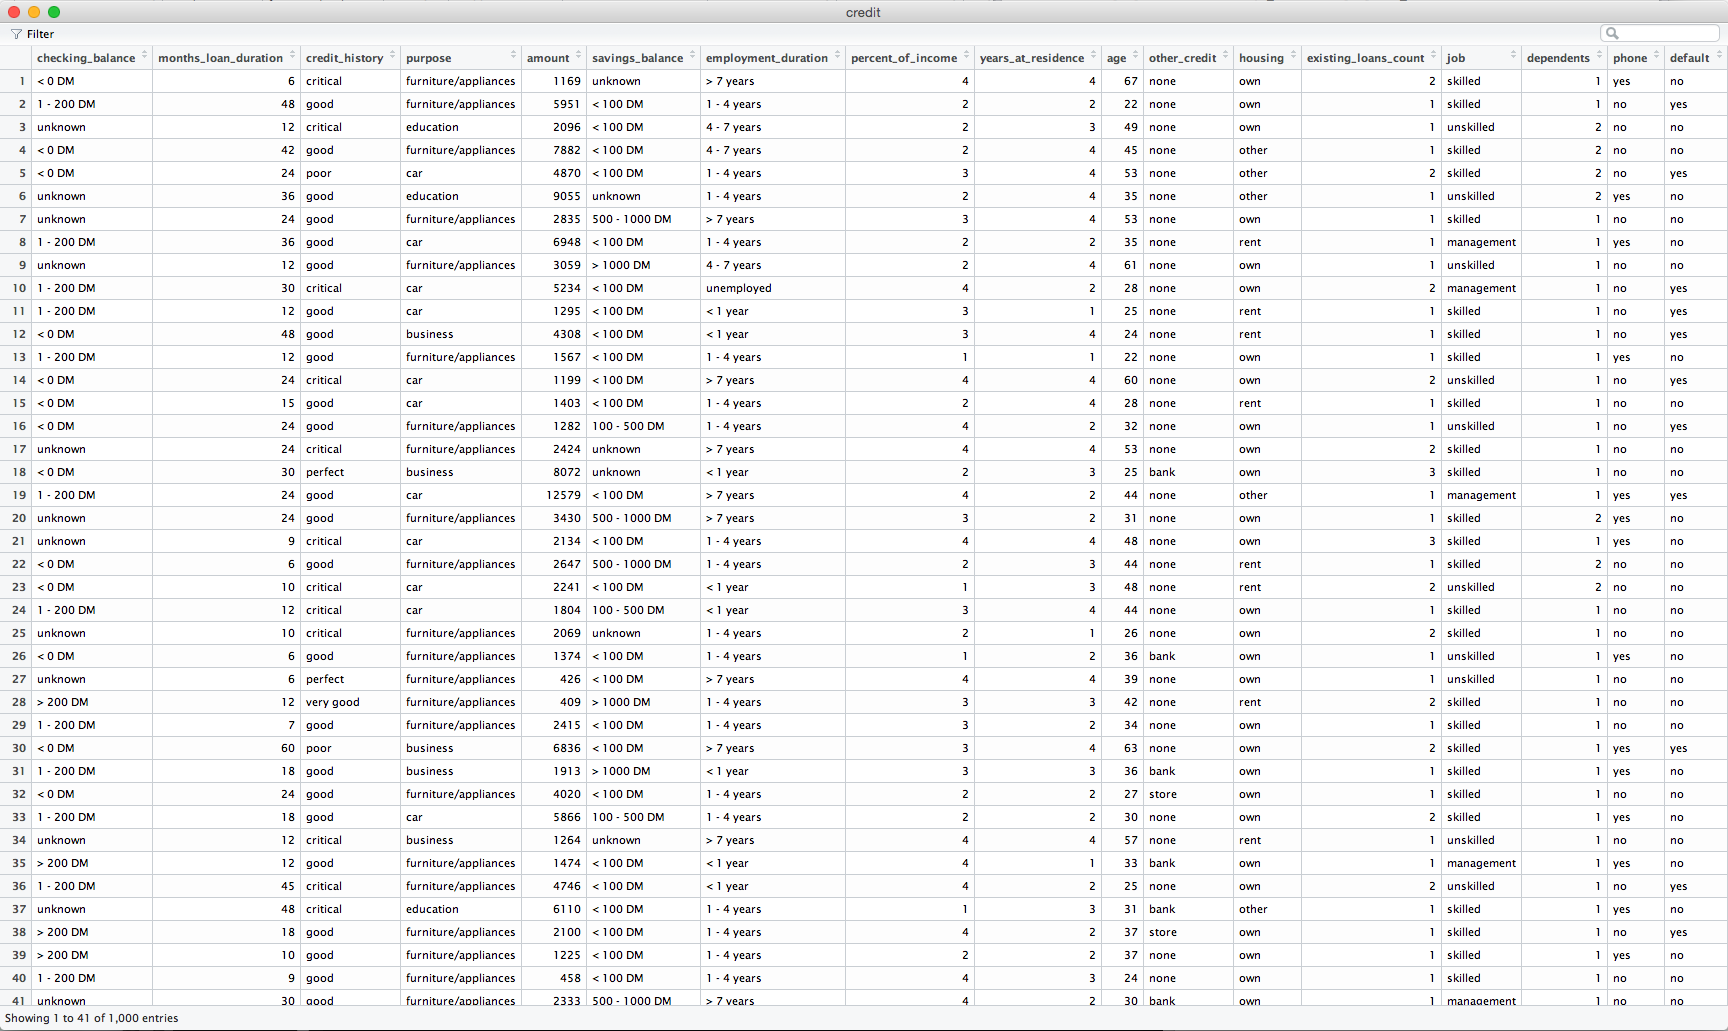 credit
Filter
checking_balance months_loan_duration credit_history purpose amount savings_balance employment_duration percent_of_income years_at_residence age other_credit housing existing_loans_count job dependents phone default
1 < 0 DM 6 critical furniture/appliances 1169 unknown > 7 years 4 4 67 none own 2 skilled 1 yes no
2 1 - 200 DM 48 good furniture/appliances 5951 < 100 DM 1 - 4 years 2 2 22 none own 1 skilled 1 no yes
3 unknown 12 critical education 2096 < 100 DM 4 - 7 years 2 3 49 none own 1 unskilled 2 no no
4 < 0 DM 42 good furniture/appliances 7882 < 100 DM 4 - 7 years 2 4 45 none other 1 skilled 2 no no
5 < 0 DM 24 poor car 4870 < 100 DM 1 - 4 years 3 4 53 none other 2 skilled 2 no yes
6 unknown 36 good education 9055 unknown 1 - 4 years 2 4 35 none other 1 unskilled 2 yes no
7 unknown 24 good furniture/appliances 2835 500 - 1000 DM > 7 years 3 4 53 none own 1 skilled 1 no no
8 1 - 200 DM 36 good car 6948 < 100 DM 1 - 4 years 2 2 35 none rent 1 management 1 yes no
9 unknown 12 good furniture/appliances 3059 > 1000 DM 4 - 7 years 2 4 61 none own 1 unskilled 1 no no
10 1 - 200 DM 30 critical car 5234 < 100 DM unemployed 4 2 28 none own 2 management 1 no yes
11 1 - 200 DM 12 good car 1295 < 100 DM < 1 year 3 1 25 none rent 1 skilled 1 no yes
12 < 0 DM 48 good business 4308 < 100 DM < 1 year 3 4 24 none rent 1 skilled 1 no yes
13 1 - 200 DM 12 good furniture/appliances 1567 < 100 DM 1 - 4 years 1 1 22 none own 1 skilled 1 yes no
14 < 0 DM 24 critical car 1199 < 100 DM > 7 years 4 4 60 none own 2 unskilled 1 no yes
15 < 0 DM 15 good car 1403 < 100 DM 1 - 4 years 2 4 28 none rent 1 skilled 1 no no
16 < 0 DM 24 good furniture/appliances 1282 100 - 500 DM 1 - 4 years 4 2 32 none own 1 unskilled 1 no yes
17 unknown 24 critical furniture/appliances 2424 unknown > 7 years 4 4 53 none own 2 skilled 1 no no
18 < 0 DM 30 perfect business 8072 unknown < 1 year 2 3 25 bank own 3 skilled 1 no no
19 1 - 200 DM 24 good car 12579 < 100 DM > 7 years 4 2 44 none other 1 management 1 yes yes
20 unknown 24 good furniture/appliances 3430 500 - 1000 DM > 7 years 3 2 31 none own 1 skilled 2 yes no
21 unknown 9 critical car 2134 < 100 DM 1 - 4 years 4 4 48 none own 3 skilled 1 yes no
22 < 0 DM 6 good furniture/appliances 2647 500 - 1000 DM 1 - 4 years 2 3 44 none rent 1 skilled 2 no no
23 < 0 DM 10 critical car 2241 < 100 DM < 1 year 1 3 48 none rent 2 unskilled 2 no no
24 1 - 200 DM 12 critical car 1804 100 - 500 DM < 1 year 3 4 44 none own 1 skilled 1 no no
25 unknown 10 critical furniture/appliances 2069 unknown 1 - 4 years 2 1 26 none own 2 skilled 1 no no
26 < 0 DM 6 good furniture/appliances 1374 < 100 DM 1 - 4 years 1 2 36 bank own 1 unskilled 1 yes no
27 unknown 6 perfect furniture/appliances 426 < 100 DM > 7 years 4 4 39 none own 1 unskilled 1 no no
28 > 200 DM 12 very good furniture/appliances 409 > 1000 DM 1 - 4 years 3 3 42 none rent 2 skilled 1 no no
29 1 - 200 DM 7 good furniture/appliances 2415 < 100 DM 1 - 4 years 3 2 34 none own 1 skilled 1 no no
30 < 0 DM 60 poor business 6836 < 100 DM > 7 years 3 4 63 none own 2 skilled 1 yes yes
31 1 - 200 DM 18 good business 1913 > 1000 DM < 1 year 3 3 36 bank own 1 skilled 1 yes no
32 < 0 DM 24 good furniture/appliances 4020 < 100 DM 1 - 4 years 2 2 27 store own 1 skilled 1 no no
33 1 - 200 DM 18 good car 5866 100 - 500 DM 1 - 4 years 2 2 30 none own 2 skilled 1 yes no
34 unknown 12 critical business 1264 unknown > 7 years 4 4 57 none rent 1 unskilled 1 no no
35 > 200 DM 12 good furniture/appliances 1474 < 100 DM < 1 year 4 1 33 bank own 1 management 1 yes no
36 1 - 200 DM 45 critical furniture/appliances 4746 < 100 DM < 1 year 4 2 25 none own 2 unskilled 1 no yes
37 unknown 48 critical education 6110 < 100 DM 1 - 4 years 1 3 31 bank other 1 skilled 1 yes no
38 > 200 DM 18 good furniture/appliances 2100 < 100 DM 1 - 4 years 4 2 37 store own 1 skilled 1 no yes
39 > 200 DM 10 good furniture/appliances 1225 < 100 DM 1 - 4 years 2 2 37 none own 1 skilled 1 yes no
40 1 - 200 DM 9 good furniture/appliances 458 < 100 DM 1 - 4 years 4 3 24 none own 1 skilled 1 no no
41 unknown 30 good furniture/appliances 2333 500 - 1000 DM > 7 years 4 2 30 bank own 1 management 1 no no
Showing 1 to 41 of 1,000 entries